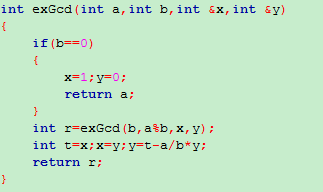 int exGcd(int a,int b,int &x,int &y)
{
    if(b==0)
    {
        x=1;y=0;
        return a;
    }
    int r=exGcd(b,a%b,x,y);
    int t=x;x=y;y=t-a/b*y;
    return r;
}